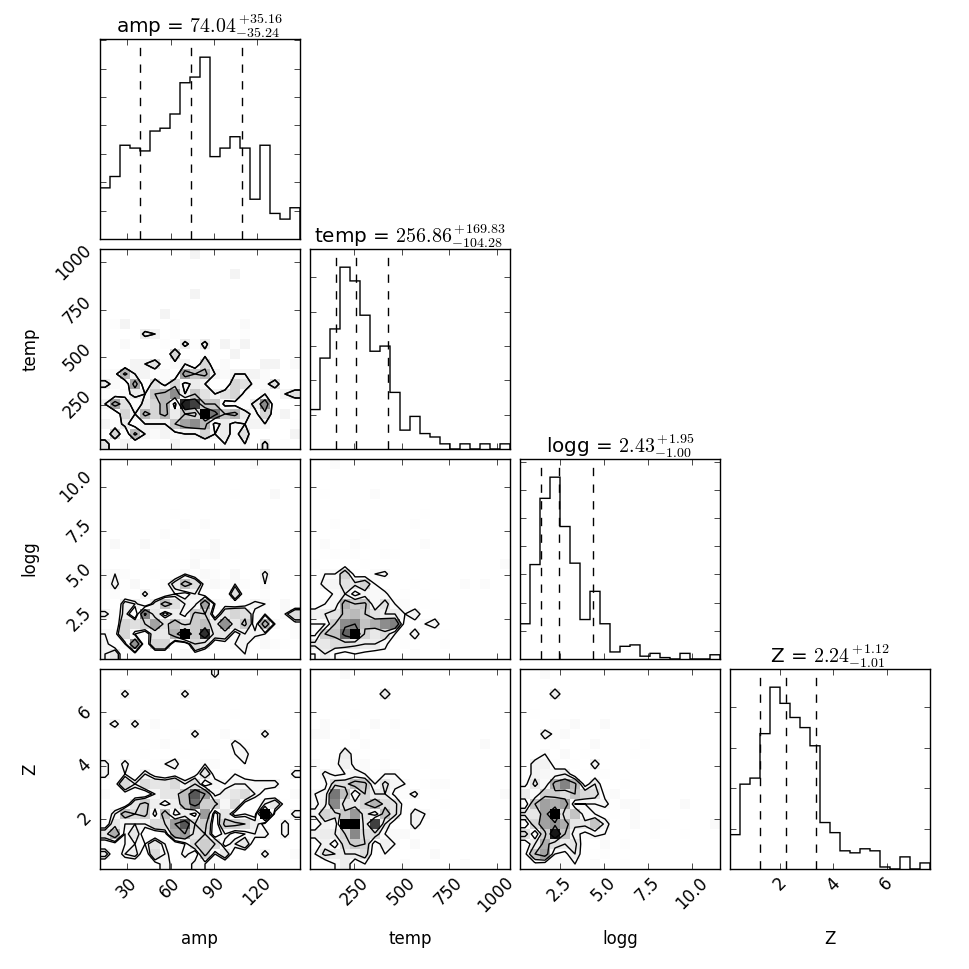 amp = 74.04+35.16−35.24
temp = 256.86+169.83−104.28
1000
750
500
250
temp
logg = 2.43+1.95−1.00
10.0
7.5
5.0
2.5
logg
Z = 2.24+1.12−1.01
6
4
2
Z
30 60 90 120
250 500 750 1000
2.5 5.0 7.5 10.0
2 4 6
amp temp logg Z